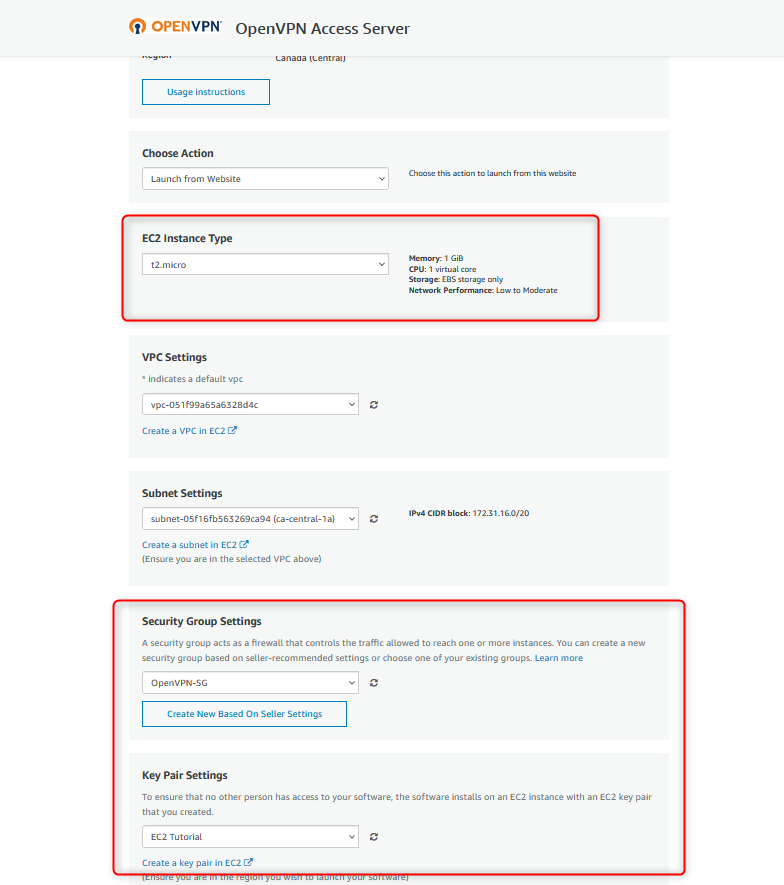 OPENVPN OpenVPN Access Server
Region Canada (Central)
Usage instructions
Choose Action
Launch from Website
Choose this action to launch from this website
EC2 Instance Type
t2.micro
Memory: 1 GiB
CPU: 1 virtual core
Storage: EBS storage only
Network Performance: Low to Moderate
VPC Settings
* indicates a default vpc
vpc-051f99a65a6328d4c
Create a VPC in EC2
Subnet Settings
subnet-05f16fb563269ca94 (ca-central-1a)
IPv4 CIDR block: 172.31.16.0/20
Create a subnet in EC2
(Ensure you are in the selected VPC above)
Security Group Settings
A security group acts as a firewall that controls the traffic allowed to reach one or more instances. You can create a new
security group based on seller-recommended settings or choose one of your existing groups. Learn more
OpenVPN-SG
Create New Based On Seller Settings
Key Pair Settings
To ensure that no other person has access to your software, the software installs on an EC2 instance with an EC2 key pair
that you created.
EC2 Tutorial
Create a key pair in EC2
(Ensure you are in the region you wish to launch your software)